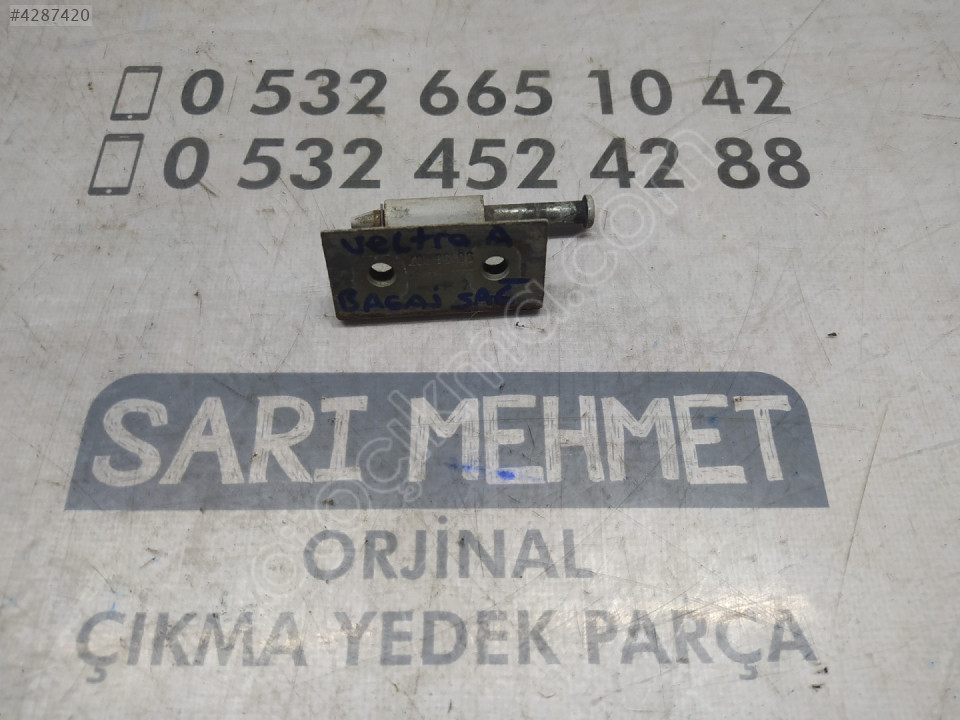 #4287420
0 532 665 10 42
0 532 452 42 88
Vectra A
BAGAJ SAĞ
SARI MEHMET
ORJİNAL
ÇIKMA YEDEK PARÇA